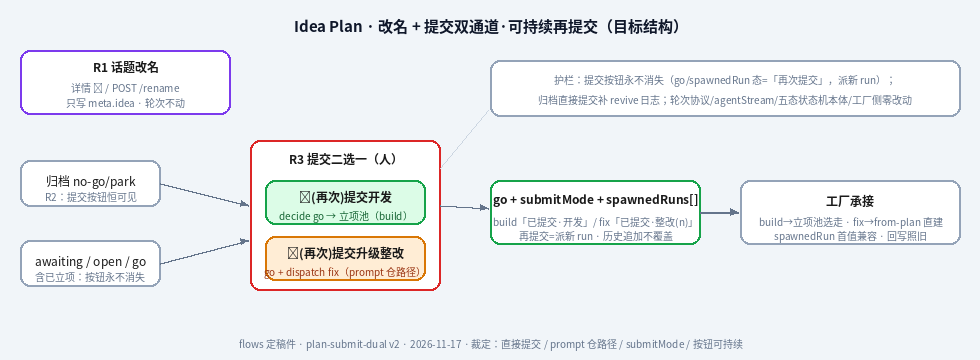 Idea Plan · 改名 + 提交双通道·可持续再提交（目标结构）
R1 话题改名
详情 / POST /rename
只写 meta.idea · 轮次不动
护栏：提交按钮永不消失（go/spawnedRun 态=「再次提交」，派新 run）；
归档直接提交补 revive 日志；轮次协议/agentStream/五态状态机本体/工厂侧零改动
R3 提交二选一（人）
归档 no-go/park
R2：提交按钮恒可见
(再次)提交开发
decide go → 立项池（build）
go + submitMode + spawnedRuns[]
build「已提交·开发」/ fix「已提交·整改(n)」
再提交=派新 run · 历史追加不覆盖
工厂承接
build→立项池选走 · fix→from-plan 直建
spawnedRun 首值兼容 · 回写照旧
awaiting / open / go
含已立项：按钮永不消失
(再次)提交升级整改
go + dispatch fix（prompt 仓路径）
flows 定稿件 · plan-submit-dual v2 · 2026-11-17 · 裁定：直接提交 / prompt 仓路径 / submitMode / 按钮可持续